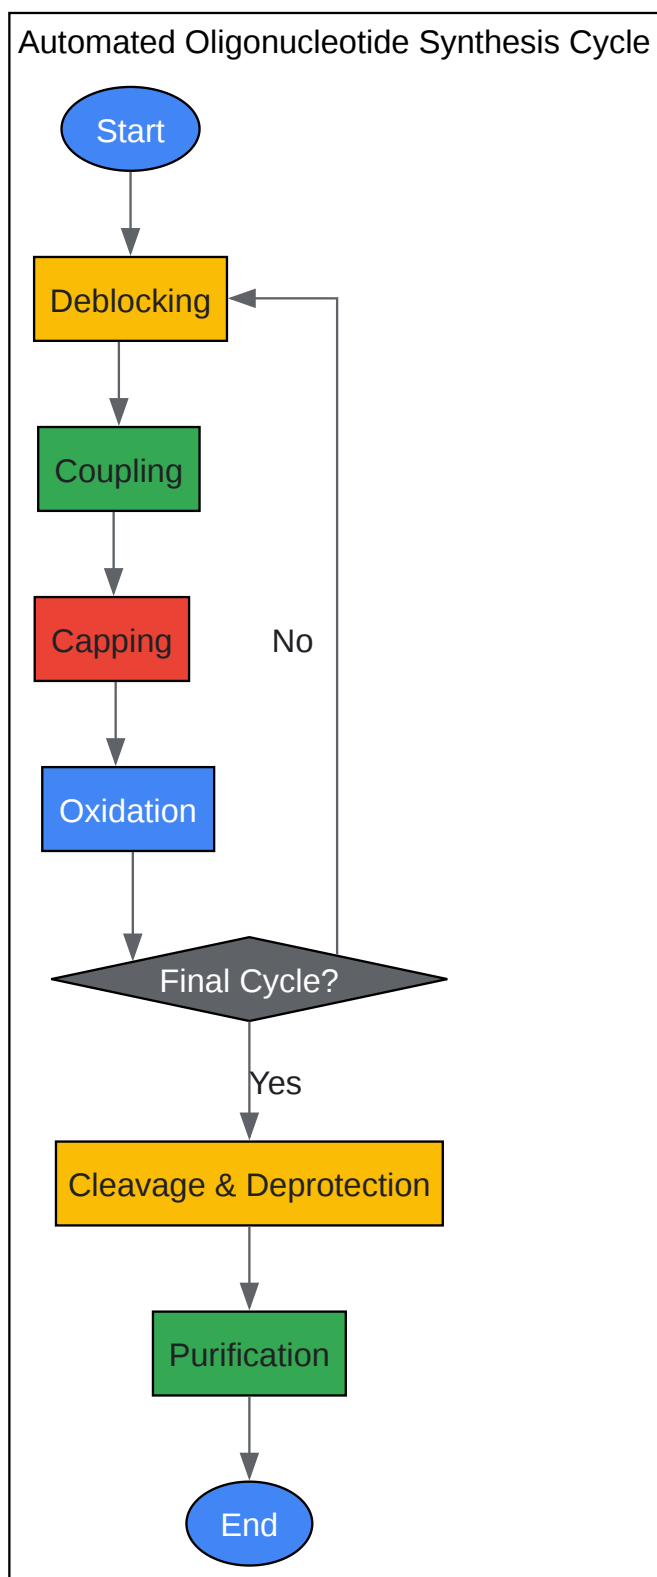 Automated Oligonucleotide Synthesis Cycle
Start
Deblocking
Coupling
Capping
No
Oxidation
Final Cycle?
Yes
Cleavage & Deprotection
Purification
End